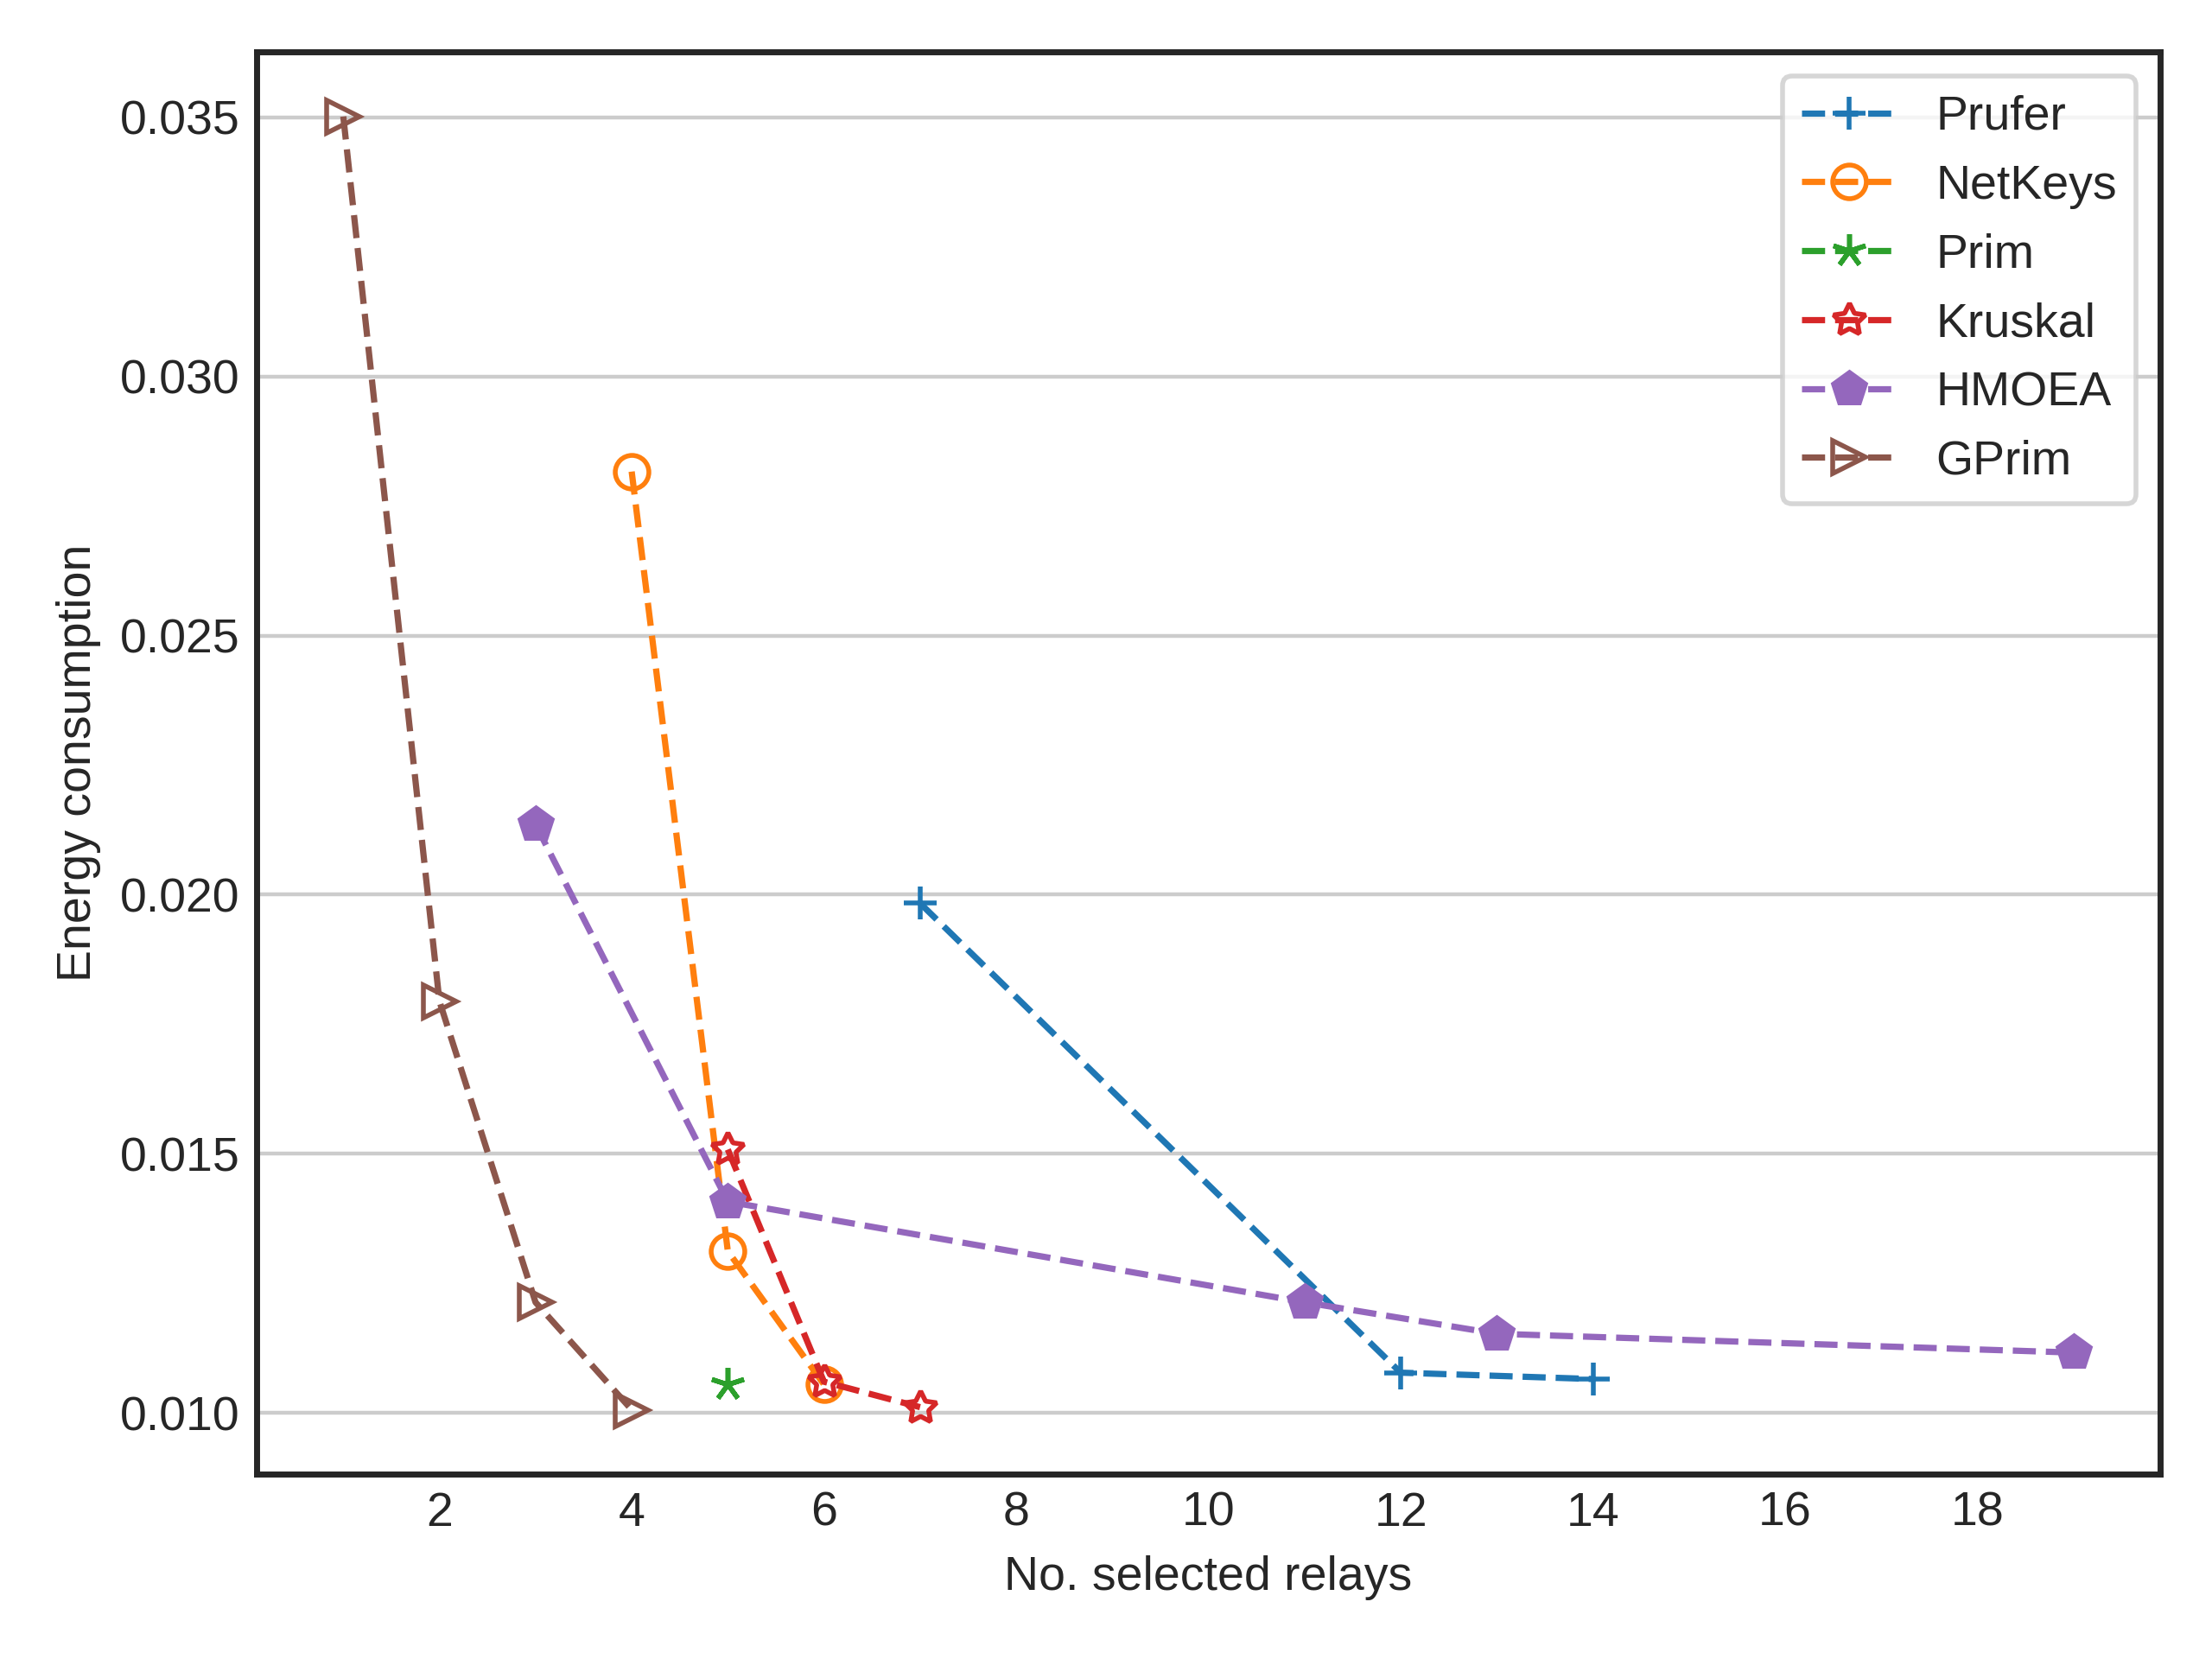 0.035
0.030
0.025
0.020
0.015
0.010
Energy consumption
2 4 6 8 10 12 14 16 18
No. selected relays
Prufer
NetKeys
Prim
Kruskal
HMOEA
GPrim